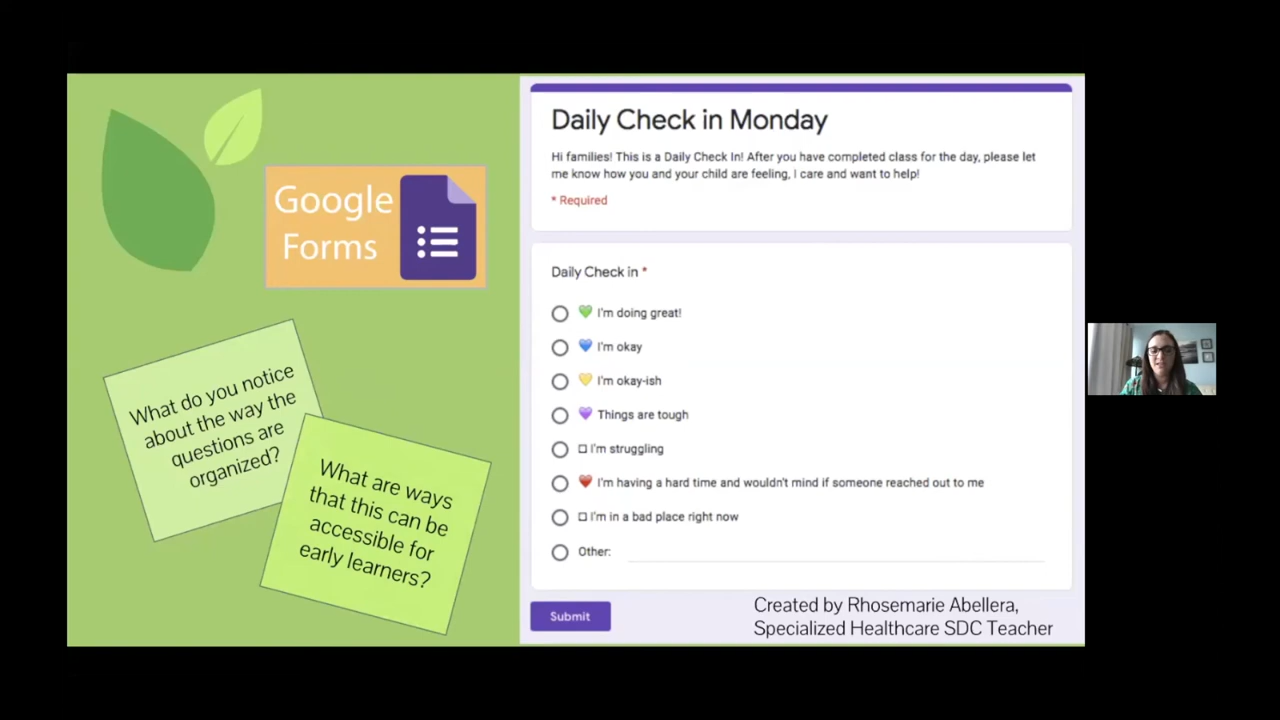 Google
Forms
What do you notice
about the way the
questions are
organized?
What are ways
that this can be
accessible for
early learners?
Daily Check in Monday
Hi families! This is a Daily Check In! After you have completed class for the day, please let
me know how you and your child are feeling, I care and want to help!
* Required
Daily Check in *
💚 I'm doing great!
💙 I'm okay
💛 I'm okay-ish
💜 Things are tough
☐ I'm struggling
❤️ I'm having a hard time and wouldn't mind if someone reached out to me
☐ I'm in a bad place right now
Other:
Submit
Created by Rhosemarie Abellera,
Specialized Healthcare SDC Teacher